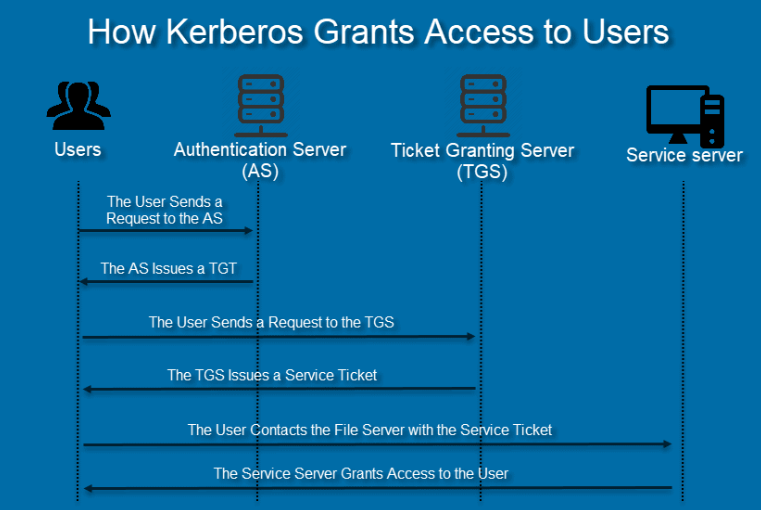 How Kerberos Grants Access to Users
Users
Authentication Server
(AS)
Ticket Granting Server
(TGS)
Service server
The User Sends a
Request to the AS
The AS Issues a TGT
The User Sends a Request to the TGS
The TGS Issues a Service Ticket
The User Contacts the File Server with the Service Ticket
The Service Server Grants Access to the User